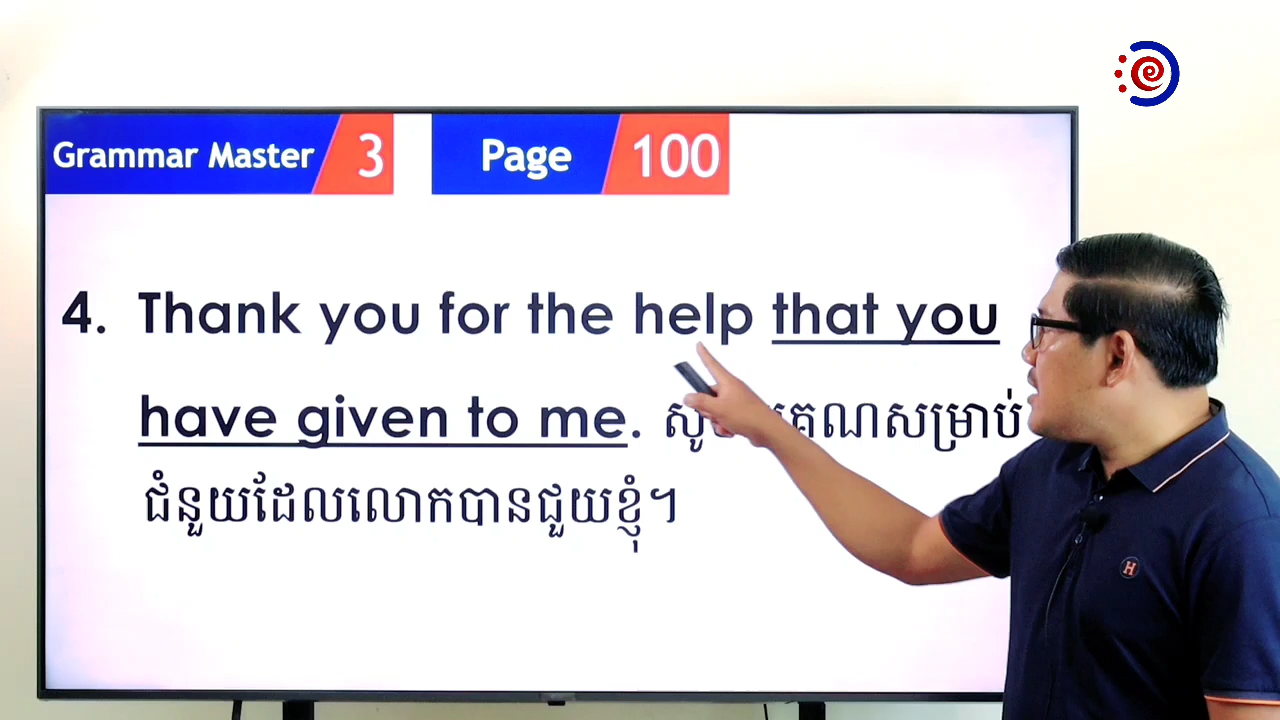 Grammar Master 3
Page 100
4. Thank you for the help that you
have given to me. សម្រាប់
ជំនួយដែលលោកបានជួយខ្ញុំ។
H